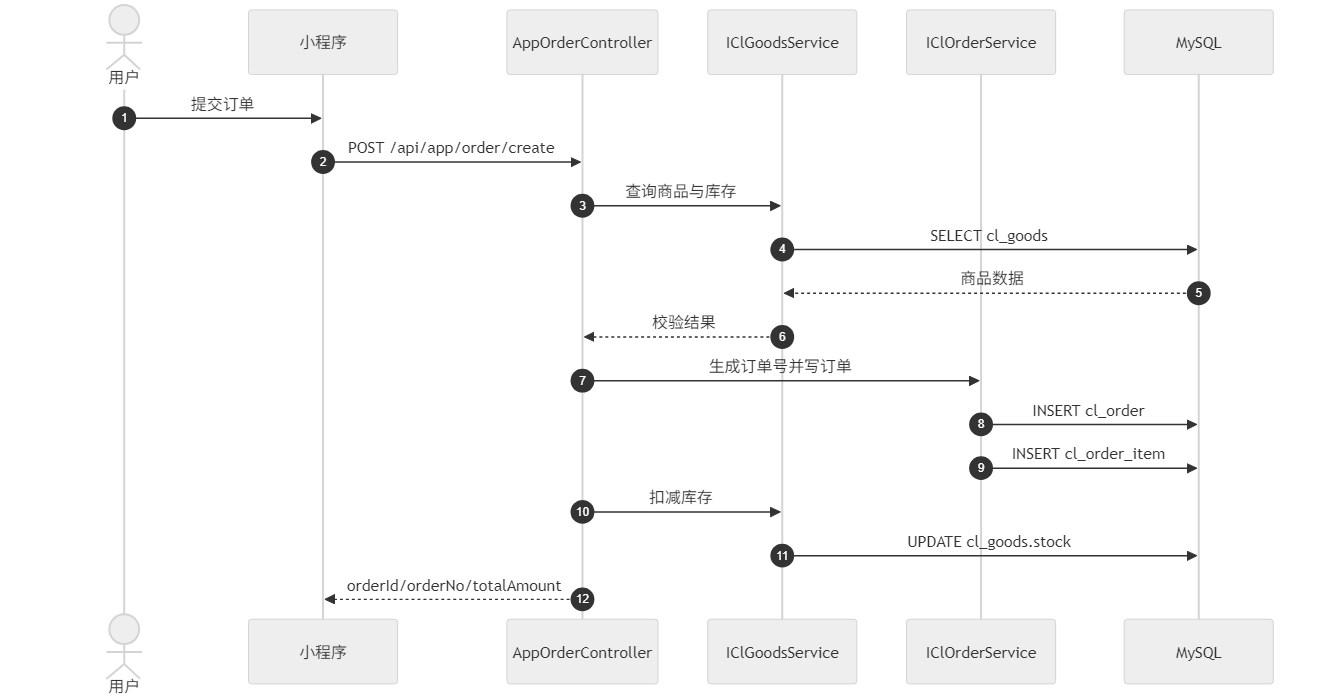 用户
小程序
AppOrderController
IClGoodsService
IClOrderService
MySQL
1
提交订单
2
POST /api/app/order/create
3
查询商品与库存
4
SELECT cl_goods
商品数据
5
校验结果
6
7
生成订单号并写订单
8
INSERT cl_order
9
INSERT cl_order_item
10
扣减库存
11
UPDATE cl_goods.stock
orderId/orderNo/totalAmount
12
用户
小程序
AppOrderController
IClGoodsService
IClOrderService
MySQL